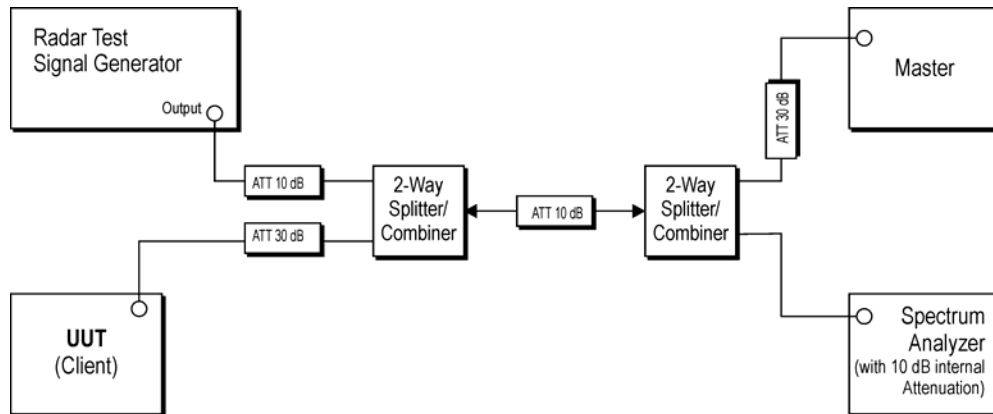 Radar Test
Signal Generator
Output
ATT 10 dB
2-Way
Splitter/
Combiner
ATT 30 dB
ATT 10 dB
2-Way
Splitter/
Combiner
ATT 30 dB
Master
UUT
(Client)
Spectrum
Analyzer
(with 10 dB internal
Attenuation)